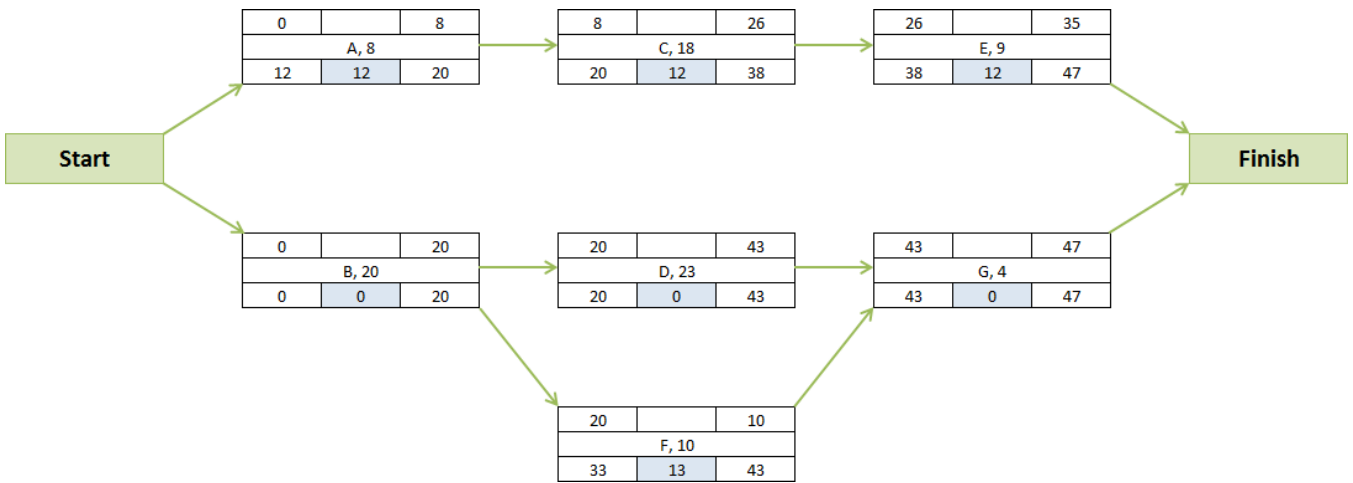 0 8 8 26 26 35
A, 8 C, 18 E, 9
12 12 20 20 12 38 38 12 47
Start Finish
0 20 20 43 43 47
B, 20 D, 23 G, 4
0 0 20 20 0 43 43 0 47
20 10
F, 10
33 13 43